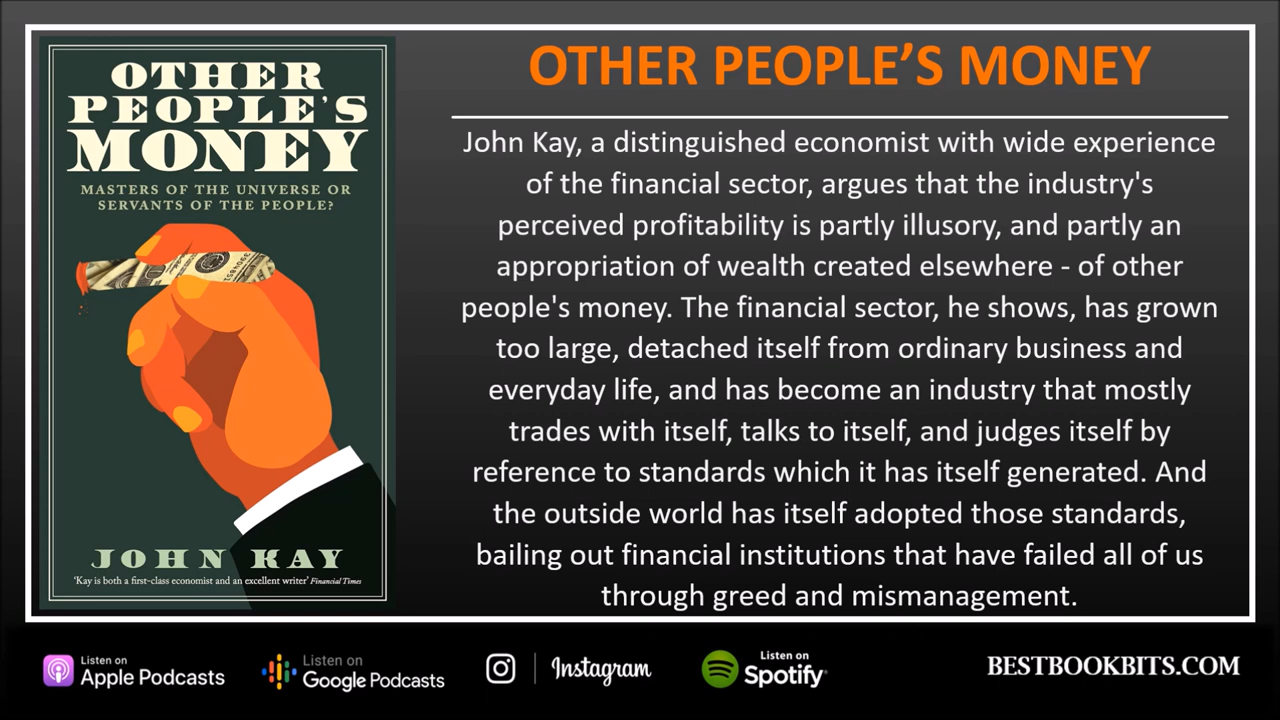 OTHER
PEOPLE'S
MONEY
MASTERS OF THE UNIVERSE OR
SERVANTS OF THE PEOPLE?
JOHN KAY
'Kay is both a first-class economist and an excellent writer' Financial Times
OTHER PEOPLE’S MONEY
John Kay, a distinguished economist with wide experience
of the financial sector, argues that the industry's
perceived profitability is partly illusory, and partly an
appropriation of wealth created elsewhere - of other
people's money. The financial sector, he shows, has grown
too large, detached itself from ordinary business and
everyday life, and has become an industry that mostly
trades with itself, talks to itself, and judges itself by
reference to standards which it has itself generated. And
the outside world has itself adopted those standards,
bailing out financial institutions that have failed all of us
through greed and mismanagement.
Listen on
Apple Podcasts
Listen on
Google Podcasts
Instagram
Listen on
Spotify
BESTBOOKBITS.COM